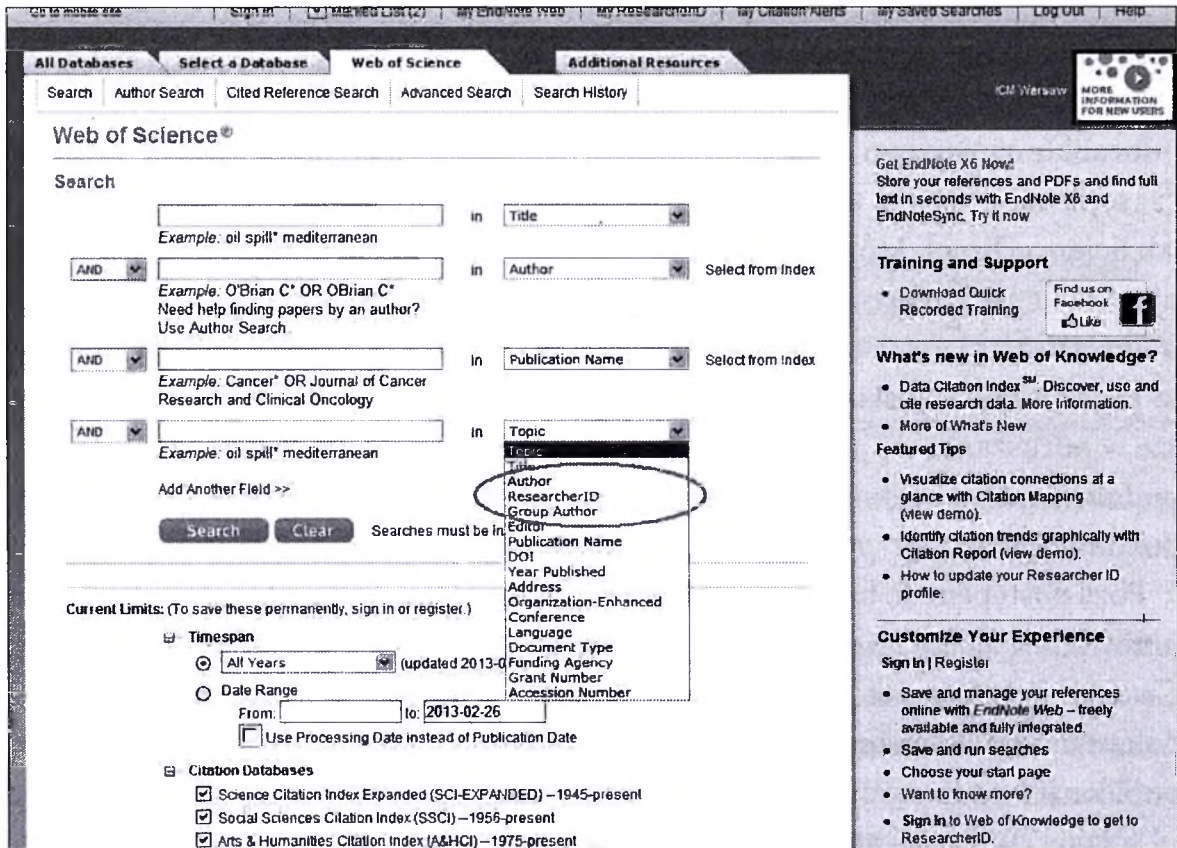 Go to mobile site | Sign In | Marked List (2) | My EndNote Web | My ResearcherID | My Citation Alerts | My Saved Searches | Log Out | Help
All Databases Select a Database Web of Science Additional Resources
Search | Author Search | Cited Reference Search | Advanced Search | Search History
ICM Warsaw
MORE
INFORMATION
FOR NEW USERS
Web of Science®
Search
in Title
Example: oil spill* mediterranean
AND in Author Select from Index
Example: O'Brian C* OR OBrian C*
Need help finding papers by an author?
Use Author Search
AND in Publication Name Select from Index
Example: Cancer* OR Journal of Cancer
Research and Clinical Oncology
AND in Topic
Example: oil spill* mediterranean
Topic
Title
Author
ResearcherID
Group Author
Editor
Publication Name
DOI
Year Published
Address
Organization-Enhanced
Conference
Language
Document Type
Funding Agency
Grant Number
Accession Number
Add Another Field >>
Search Clear Searches must be in
Current Limits: (To save these permanently, sign in or register.)
Timespan
All Years (updated 2013-0
Date Range
From: to: 2013-02-26
Use Processing Date instead of Publication Date
Citation Databases
Science Citation Index Expanded (SCI-EXPANDED) --1945-present
Social Sciences Citation Index (SSCI) --1956-present
Arts & Humanities Citation Index (A&HCI) --1975-present
Get EndNote X6 Now!
Store your references and PDFs and find full
text in seconds with EndNote X6 and
EndNoteSync. Try it now
Training and Support
Download Quick
Recorded Training
Find us on
Facebook
Like
f
What's new in Web of Knowledge?
Data Citation Index SM: Discover, use and
cite research data. More Information.
More of What's New
Featured Tips
Visualize citation connections at a
glance with Citation Mapping
(view demo).
Identify citation trends graphically with
Citation Report (view demo).
How to update your Researcher ID
profile.
Customize Your Experience
Sign In | Register
Save and manage your references
online with EndNote Web – freely
available and fully integrated.
Save and run searches
Choose your start page
Want to know more?
Sign in to Web of Knowledge to get to
ResearcherID.